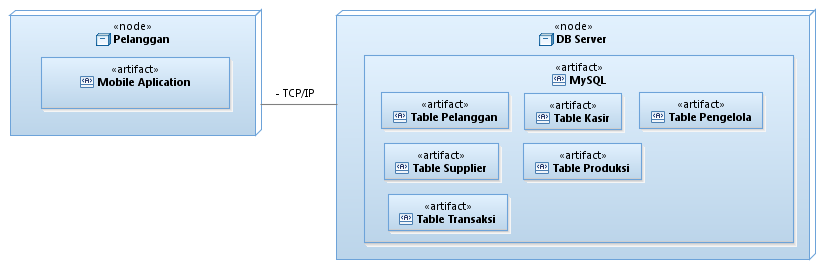 «node»
Pelanggan
«artifact»
Mobile Aplication
- TCP/IP
«node»
DB Server
«artifact»
MySQL
«artifact»
Table Pelanggan
«artifact»
Table Kasir
«artifact»
Table Pengelola
«artifact»
Table Supplier
«artifact»
Table Produksi
«artifact»
Table Transaksi